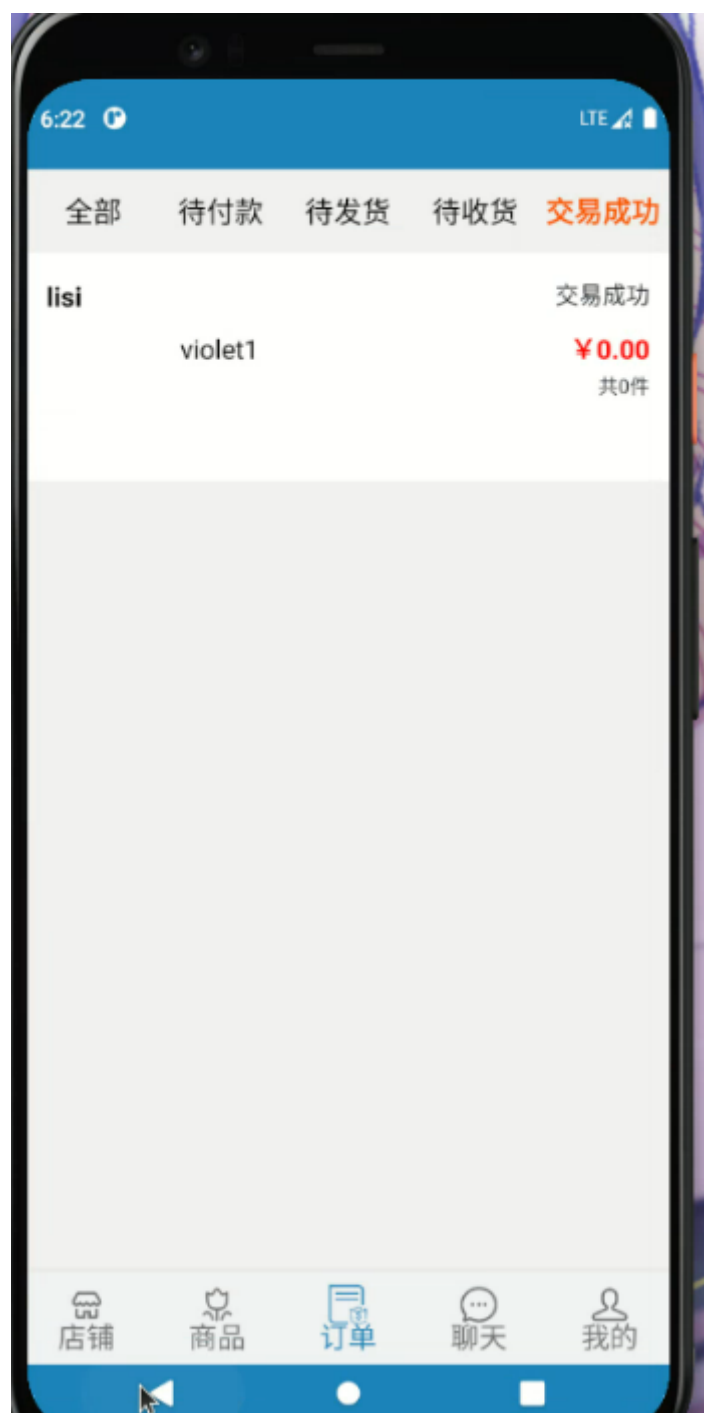 6:22 LTE
全部 待付款 待发货 待收货 交易成功
lisi 交易成功
violet1 ￥0.00
共0件
店铺 商品 订单 聊天 我的